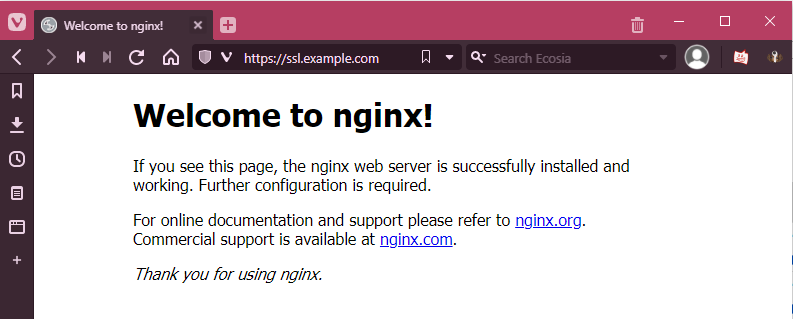 Welcome to nginx!
https://ssl.example.com
Search Ecosia
Welcome to nginx!
If you see this page, the nginx web server is successfully installed and
working. Further configuration is required.
For online documentation and support please refer to nginx.org.
Commercial support is available at nginx.com.
Thank you for using nginx.